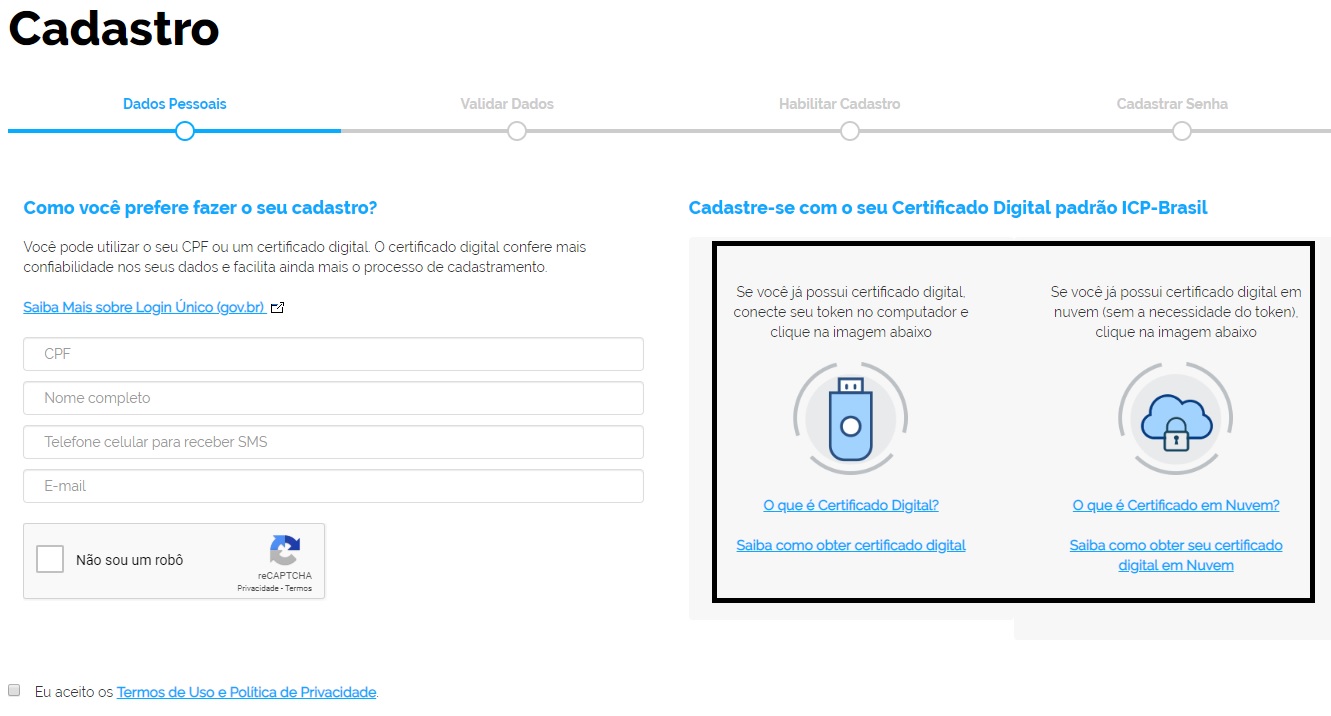 Cadastro
Dados Pessoais
Validar Dados
Habilitar Cadastro
Cadastrar Senha
Como você prefere fazer o seu cadastro?
Você pode utilizar o seu CPF ou um certificado digital. O certificado digital confere mais
confiabilidade nos seus dados e facilita ainda mais o processo de cadastramento.
Saiba Mais sobre Login Único (gov.br)
CPF
Nome completo
Telefone celular para receber SMS
E-mail
Não sou um robô
reCAPTCHA
Privacidade - Termos
Cadastre-se com o seu Certificado Digital padrão ICP-Brasil
Se você já possui certificado digital,
conecte seu token no computador e
clique na imagem abaixo
O que é Certificado Digital?
Saiba como obter certificado digital
Se você já possui certificado digital em
nuvem (sem a necessidade do token),
clique na imagem abaixo
O que é Certificado em Nuvem?
Saiba como obter seu certificado
digital em Nuvem
Eu aceito os Termos de Uso e Política de Privacidade.